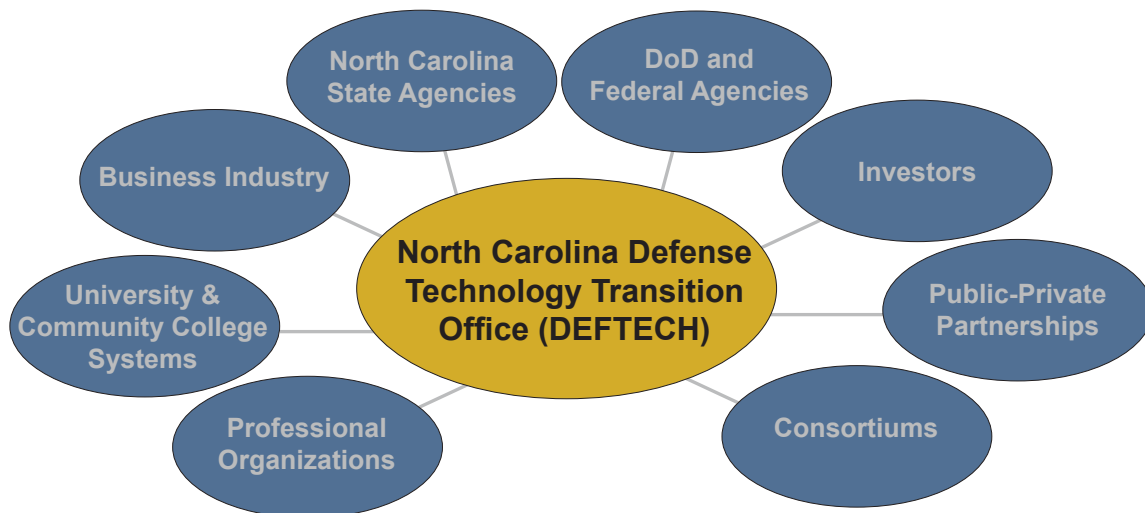 North Carolina
State Agencies
DoD and
Federal Agencies
Business Industry
Investors
North Carolina Defense
Technology Transition
Office (DEFTECH)
University &
Community College
Systems
Public-Private
Partnerships
Professional
Organizations
Consortiums